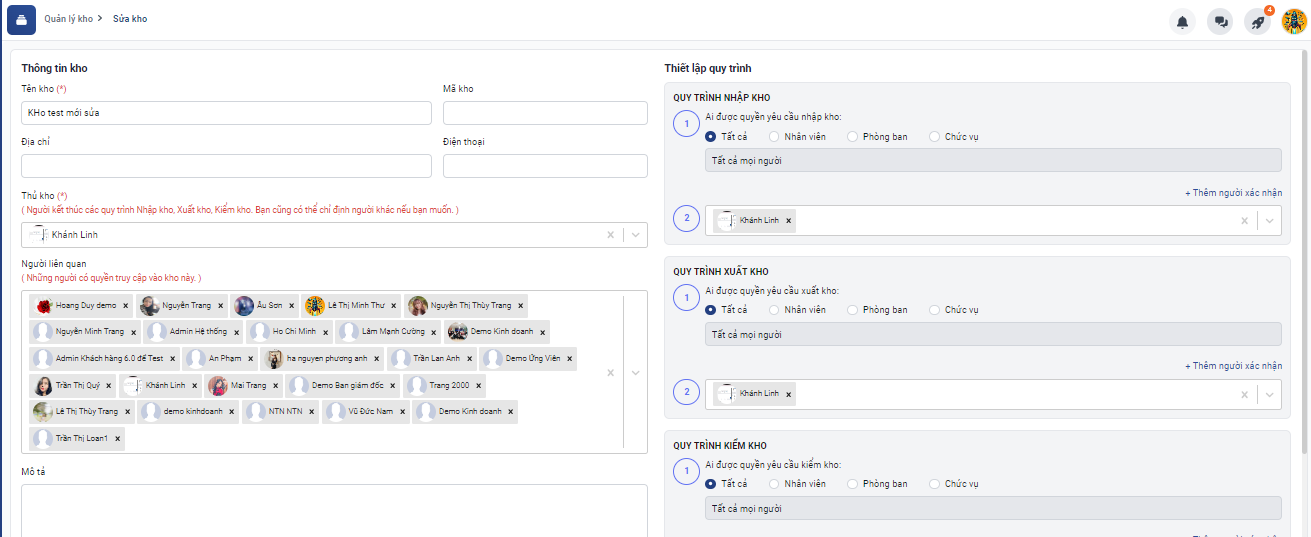 Quản lý kho > Sửa kho
4
Thông tin kho
Tên kho (*)
Mã kho
KHo test mới sửa
Địa chỉ
Điện thoại
Thủ kho (*)
( Người kết thúc các quy trình Nhập kho, Xuất kho, Kiểm kho. Bạn cũng có thể chỉ định người khác nếu bạn muốn. )
Khánh Linh
Người liên quan
( Những người có quyền truy cập vào kho này. )
Hoang Duy demo x Nguyễn Trang x Âu Sơn x Lê Thị Minh Thư x Nguyễn Thị Thùy Trang x
Nguyễn Minh Trang x Admin Hệ thống x Ho Chi Minh x Lâm Mạnh Cường x Demo Kinh doanh x
Admin Khách hàng 6.0 để Test x An Phạm x ha nguyen phương anh x Trần Lan Anh x Demo Ứng Viên x
Trần Thị Quý x Khánh Linh x Mai Trang x Demo Ban giám đốc x Trang 2000 x
Lê Thị Thùy Trang x demo kinhdoanh x NTN NTN x Vũ Đức Nam x Demo Kinh doanh x
Trần Thị Loan1 x
Mô tả
Thiết lập quy trình
QUY TRÌNH NHẬP KHO
1
Ai được quyền yêu cầu nhập kho:
Tất cả Nhân viên Phòng ban Chức vụ
Tất cả mọi người
+ Thêm người xác nhận
2
Khánh Linh x
QUY TRÌNH XUẤT KHO
1
Ai được quyền yêu cầu xuất kho:
Tất cả Nhân viên Phòng ban Chức vụ
Tất cả mọi người
+ Thêm người xác nhận
2
Khánh Linh x
QUY TRÌNH KIỂM KHO
1
Ai được quyền yêu cầu kiểm kho:
Tất cả Nhân viên Phòng ban Chức vụ
Tất cả mọi người